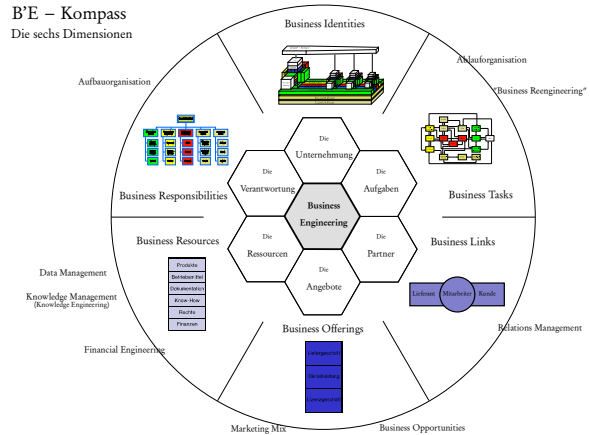 B'E – Kompass
Die sechs Dimensionen
Business Identities
Ablauforganisation
Aufbauorganisation
"Business Reengineering"
Die
Unternehmung
Die
Verantwortung
Die
Aufgaben
Business Responsibilities
Business Tasks
Business
Engineering
Business Resources
Business Links
Die
Ressourcen
Die
Partner
Die
Angebote
Data Management
Knowledge Management
(Knowledge Engineering)
Financial Engineering
Produkte
Betriebsmittel
Dokumentation
Know-How
Rechte
Finanzen
Lieferant
Mitarbeiter
Kunde
Relations Management
Business Offerings
Marketing Mix
Business Opportunities